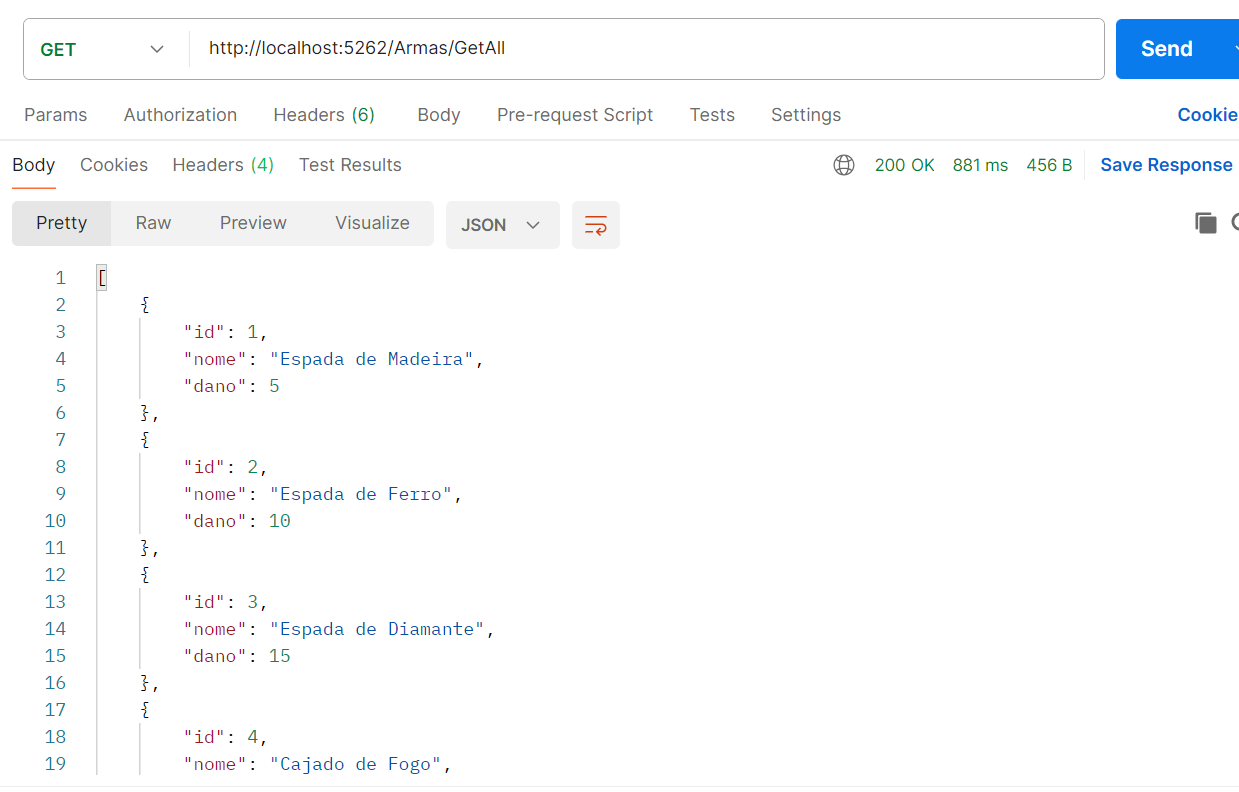 GET http://localhost:5262/Armas/GetAll Send
Params Authorization Headers (6) Body Pre-request Script Tests Settings Cookie
Body Cookies Headers (4) Test Results 200 OK 881 ms 456 B Save Response
Pretty Raw Preview Visualize JSON
1 [
2 {
3 "id": 1,
4 "nome": "Espada de Madeira",
5 "dano": 5
6 },
7 {
8 "id": 2,
9 "nome": "Espada de Ferro",
10 "dano": 10
11 },
12 {
13 "id": 3,
14 "nome": "Espada de Diamante",
15 "dano": 15
16 },
17 {
18 "id": 4,
19 "nome": "Cajado de Fogo",